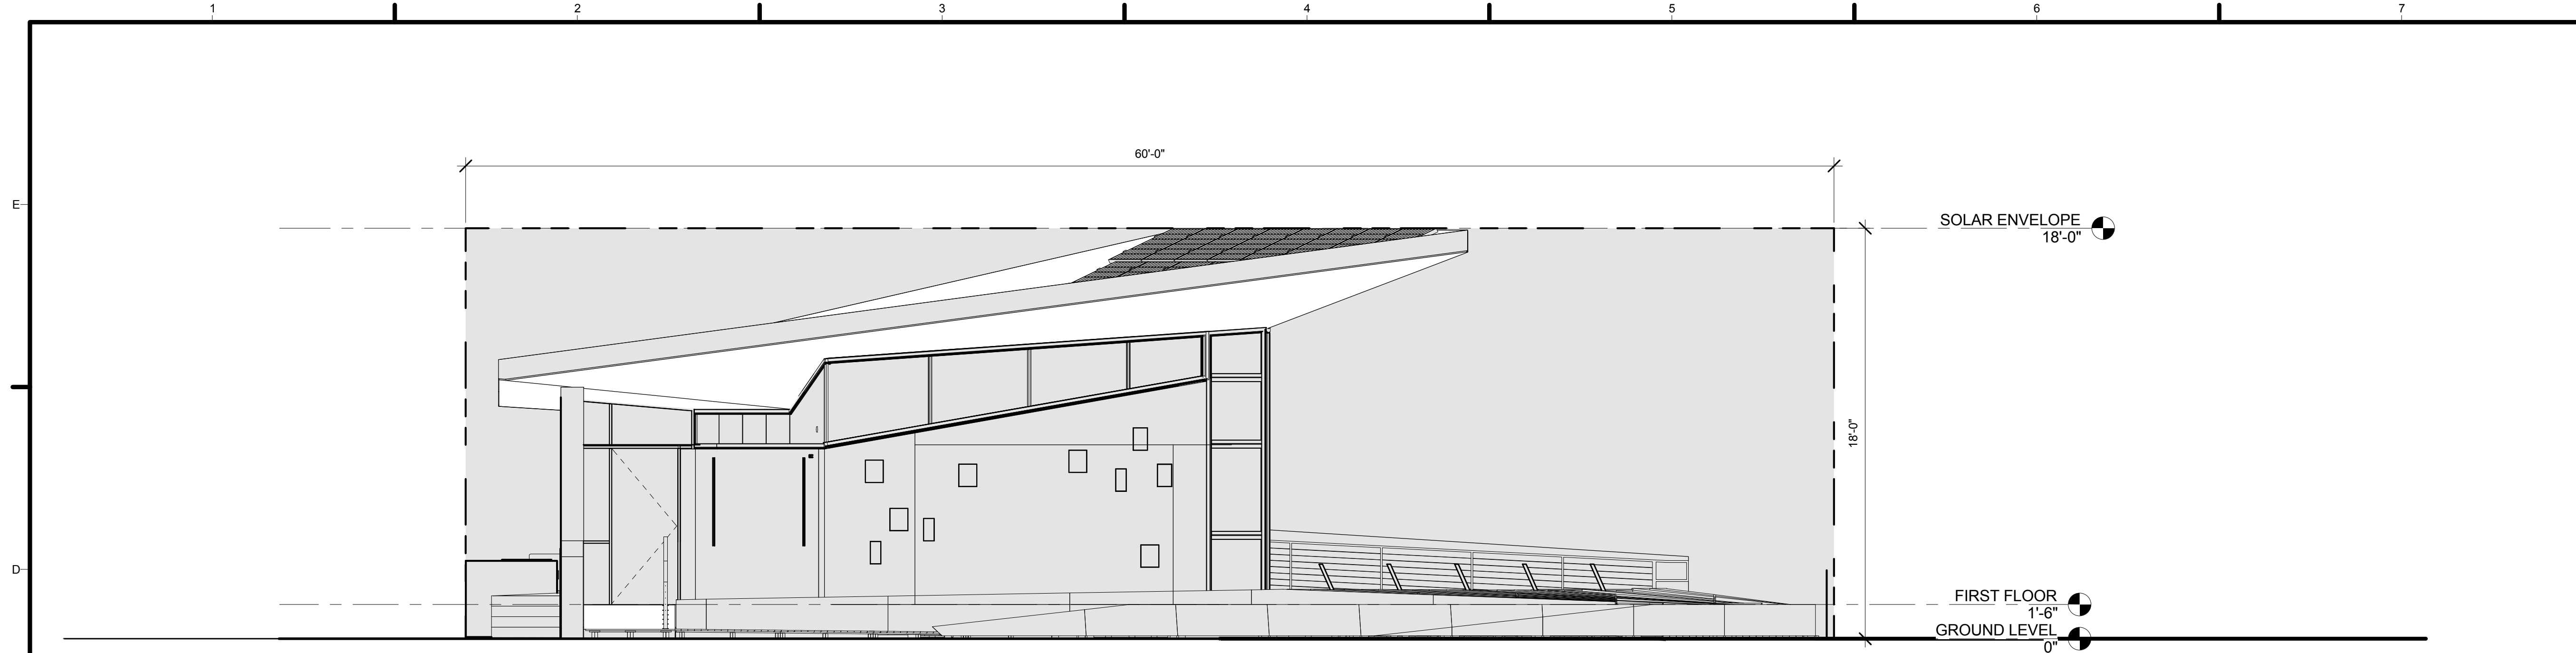 1 2 3 4 5 6 7
60'-0"
E
SOLAR ENVELOPE
18'-0"
18'-0"
D
FIRST FLOOR
1'-6"
GROUND LEVEL
0"